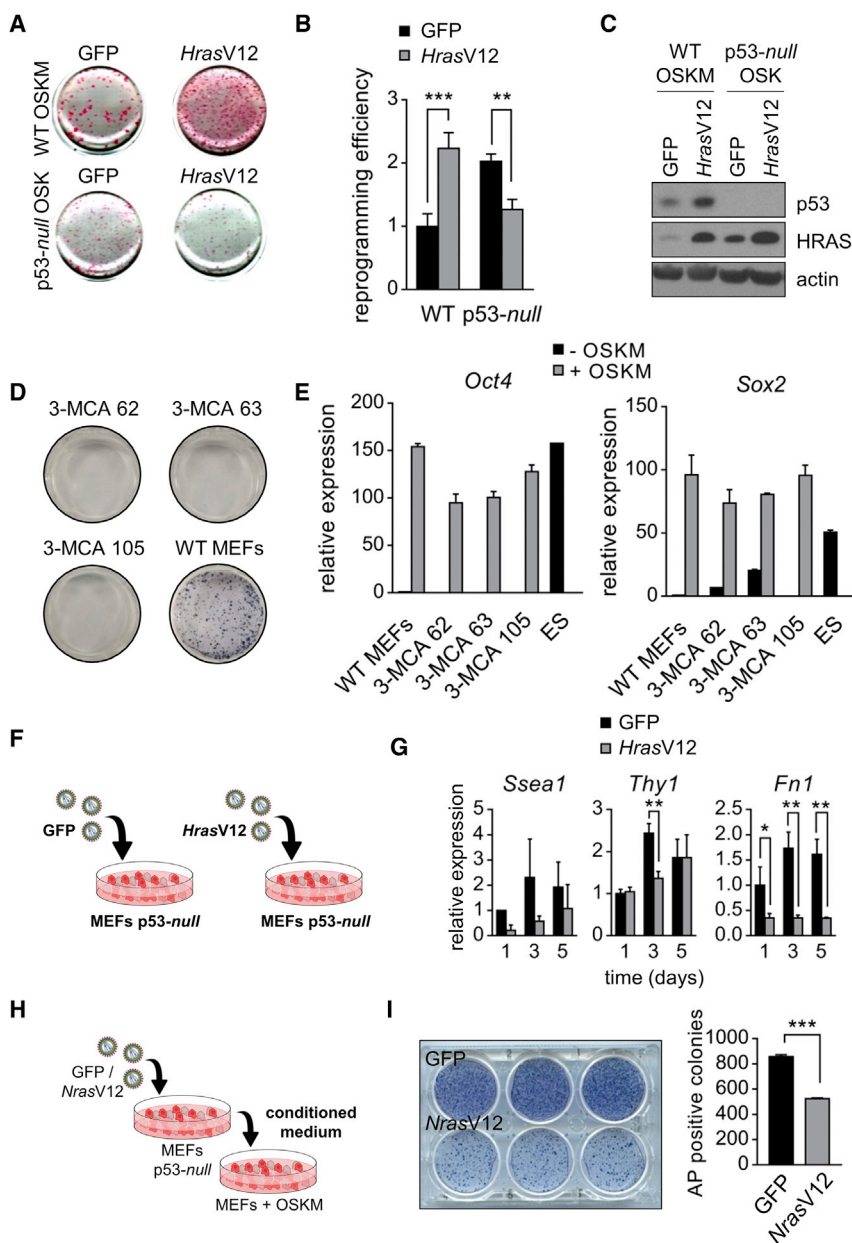 A
GFP
HrasV12
WT OSKM
GFP
HrasV12
p53-null OSK
B
GFP
HrasV12
reprogramming efficiency
3
2
1
0
***
**
WT p53-null
C
WT
OSKM
p53-null
OSK
GFP
HrasV12
GFP
HrasV12
p53
HRAS
actin
D
3-MCA 62
3-MCA 63
3-MCA 105
WT MEFs
E
- OSKM
+ OSKM
Oct4
relative expression
200
150
100
50
0
WT MEFs
3-MCA 62
3-MCA 63
3-MCA 105
ES
Sox2
relative expression
150
100
50
0
WT MEFs
3-MCA 62
3-MCA 63
3-MCA 105
ES
F
GFP
MEFs p53-null
HrasV12
MEFs p53-null
G
GFP
HrasV12
relative expression
Ssea1
5
4
3
2
1
0
1 3 5
Thy1
3
2
1
0
**
1 3 5
Fn1
2.5
2.0
1.5
1.0
0.5
0.0
*
**
**
1 3 5
time (days)
H
GFP /
NrasV12
MEFs
p53-null
conditioned
medium
MEFs + OSKM
I
GFP
NrasV12
AP positive colonies
1000
800
600
400
200
0
***
GFP
NrasV12